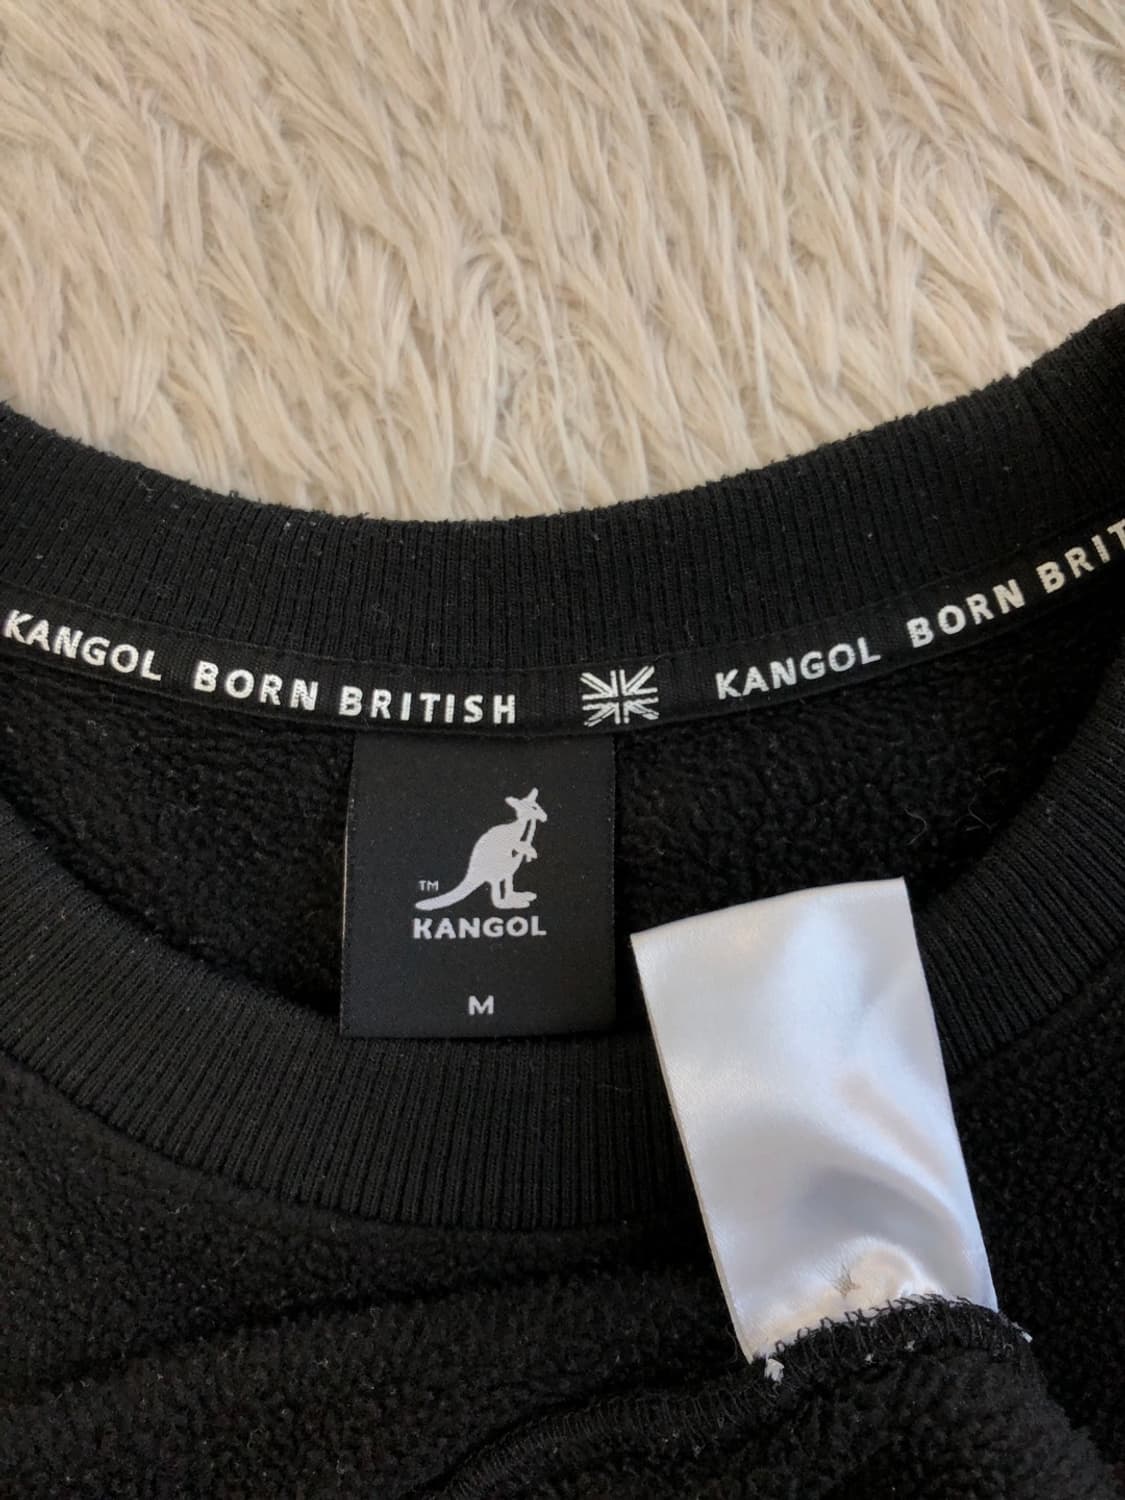 KANGOL BORN BRITISH KANGOL BORN BRIT
TM
KANGOL
M